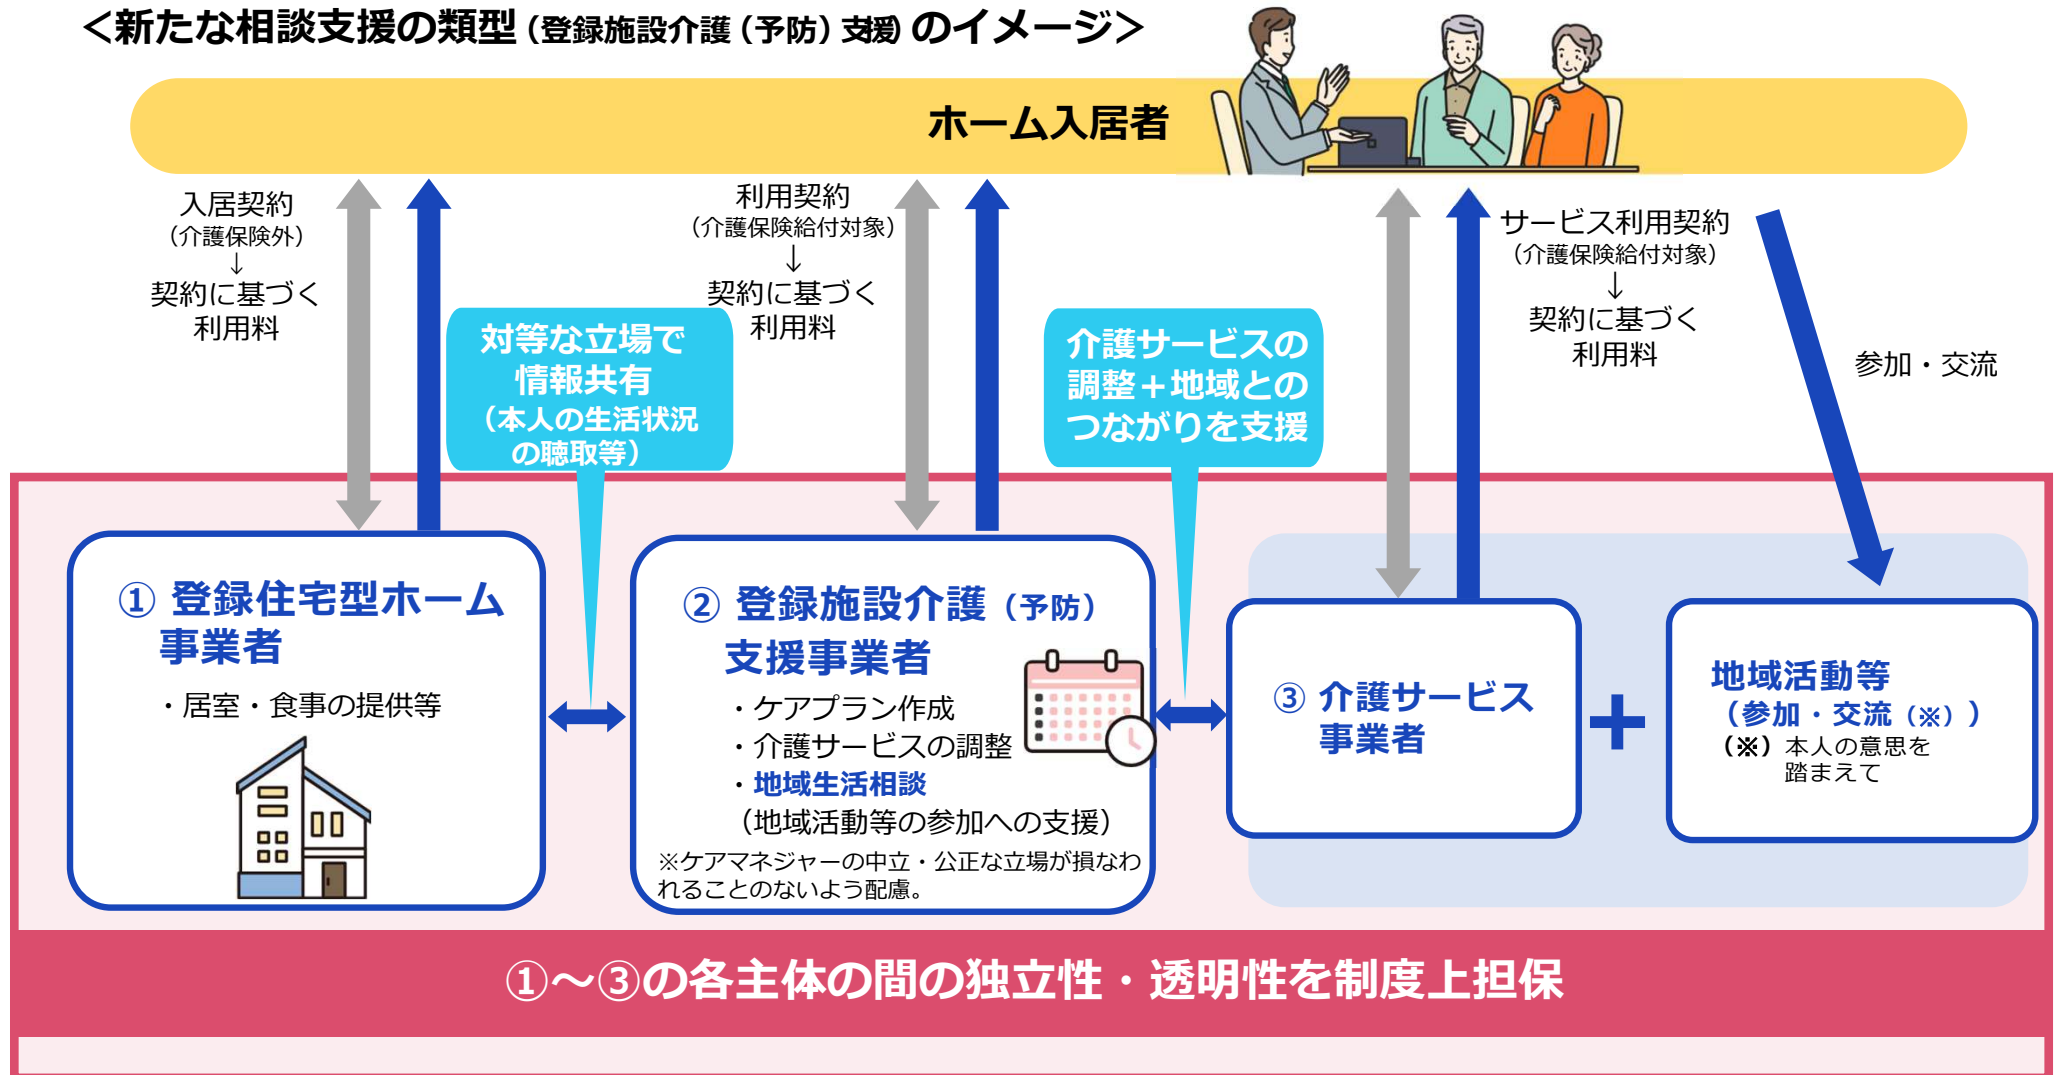 ＜新たな相談支援の類型（登録施設介護（予防）支援）のイメージ＞
ホーム入居者
入居契約
（介護保険外）
↓
契約に基づく
利用料
利用契約
（介護保険給付対象）
↓
契約に基づく
利用料
サービス利用契約
（介護保険給付対象）
↓
契約に基づく
利用料
参加・交流
対等な立場で
情報共有
（本人の生活状況
の聴取等）
介護サービスの
調整＋地域との
つながりを支援
① 登録住宅型ホーム
事業者
・居室・食事の提供等
② 登録施設介護（予防）
支援事業者
・ケアプラン作成
・介護サービスの調整
・地域生活相談
（地域活動等の参加への支援）
※ケアマネジャーの中立・公正な立場が損なわ
れることのないよう配慮。
③ 介護サービス
事業者
＋
地域活動等
（参加・交流（※））
（※）本人の意思を
踏まえて
①～③の各主体の間の独立性・透明性を制度上担保